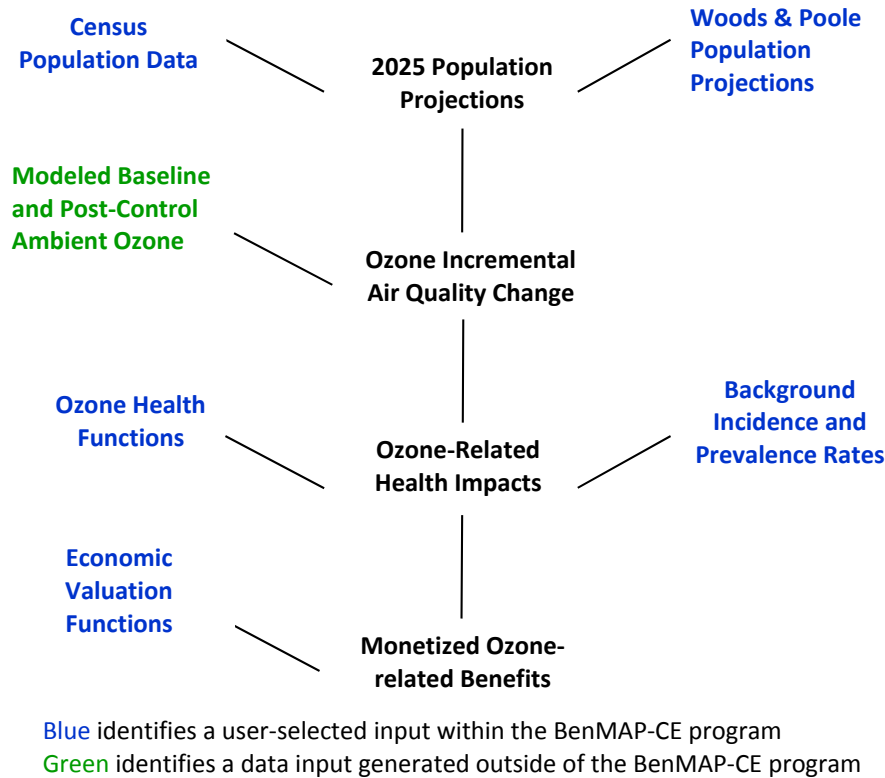 Census
Population Data
Woods & Poole
Population
Projections
2025 Population
Projections
Modeled Baseline
and Post-Control
Ambient Ozone
Ozone Incremental
Air Quality Change
Ozone Health
Functions
Background
Incidence and
Prevalence Rates
Ozone-Related
Health Impacts
Economic
Valuation
Functions
Monetized Ozone-
related Benefits
Blue identifies a user-selected input within the BenMAP-CE program
Green identifies a data input generated outside of the BenMAP-CE program